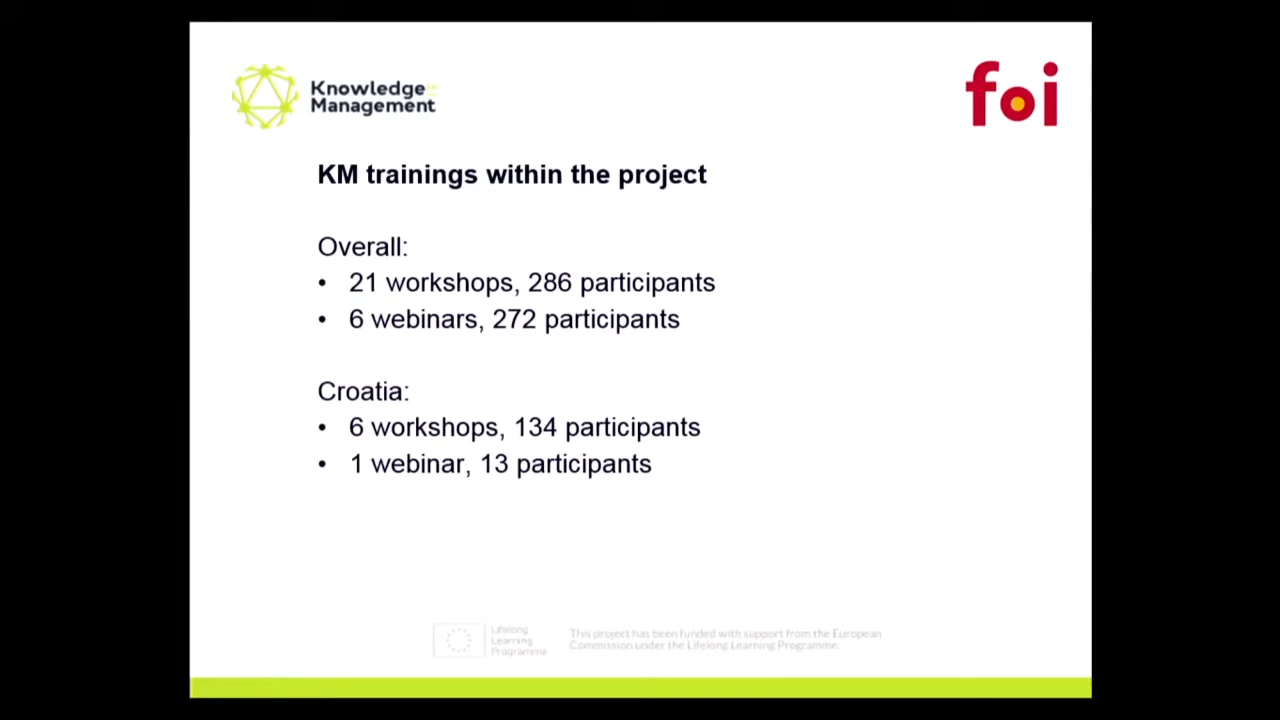 Knowledge
Management
foi
KM trainings within the project
Overall:
• 21 workshops, 286 participants
• 6 webinars, 272 participants
Croatia:
• 6 workshops, 134 participants
• 1 webinar, 13 participants
Lifelong
Learning
Programme
This project has been funded with support from the European
Commission under the Lifelong Learning Programme.